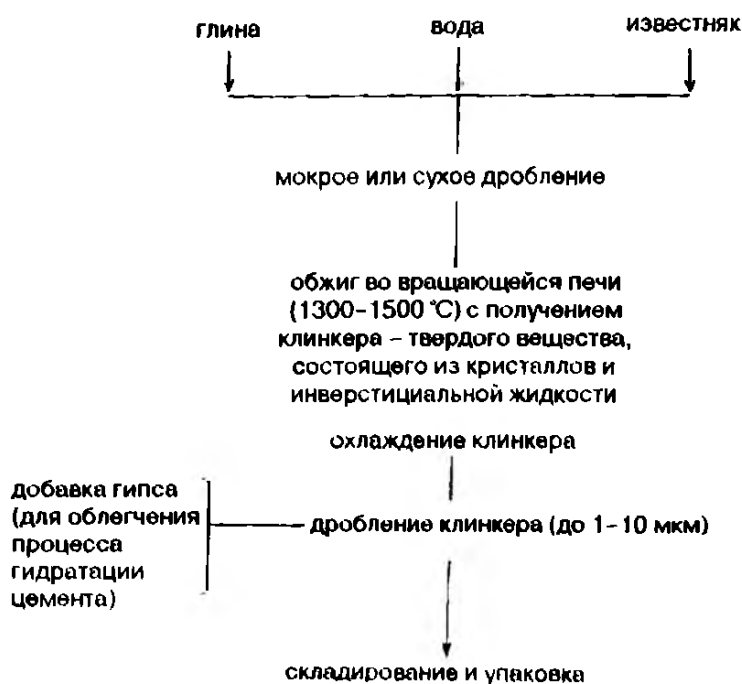 глина вода известняк
мокрое или сухое дробление
обжиг во вращающейся печи
(1300–1500 °С) с получением
клинкера – твердого вещества,
состоящего из кристаллов и
инверстициальной жидкости
охлаждение клинкера
добавка гипса
(для облегчения
процесса
гидратации
цемента)
дробление клинкера (до 1–10 мкм)
складирование и упаковка